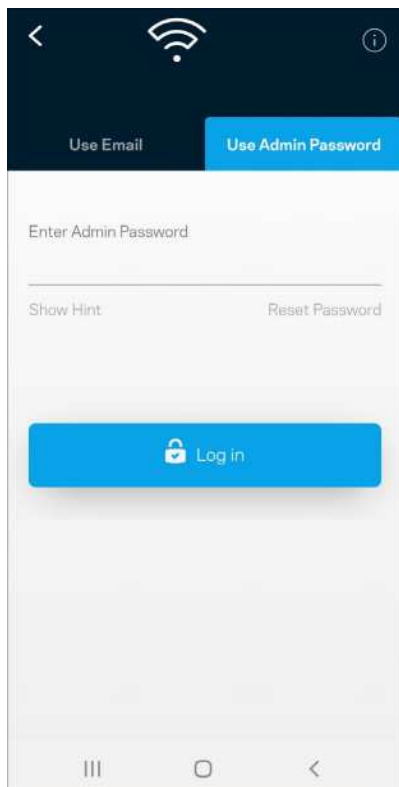 Use Email
Use Admin Password
Enter Admin Password
Show Hint
Reset Password
Log in